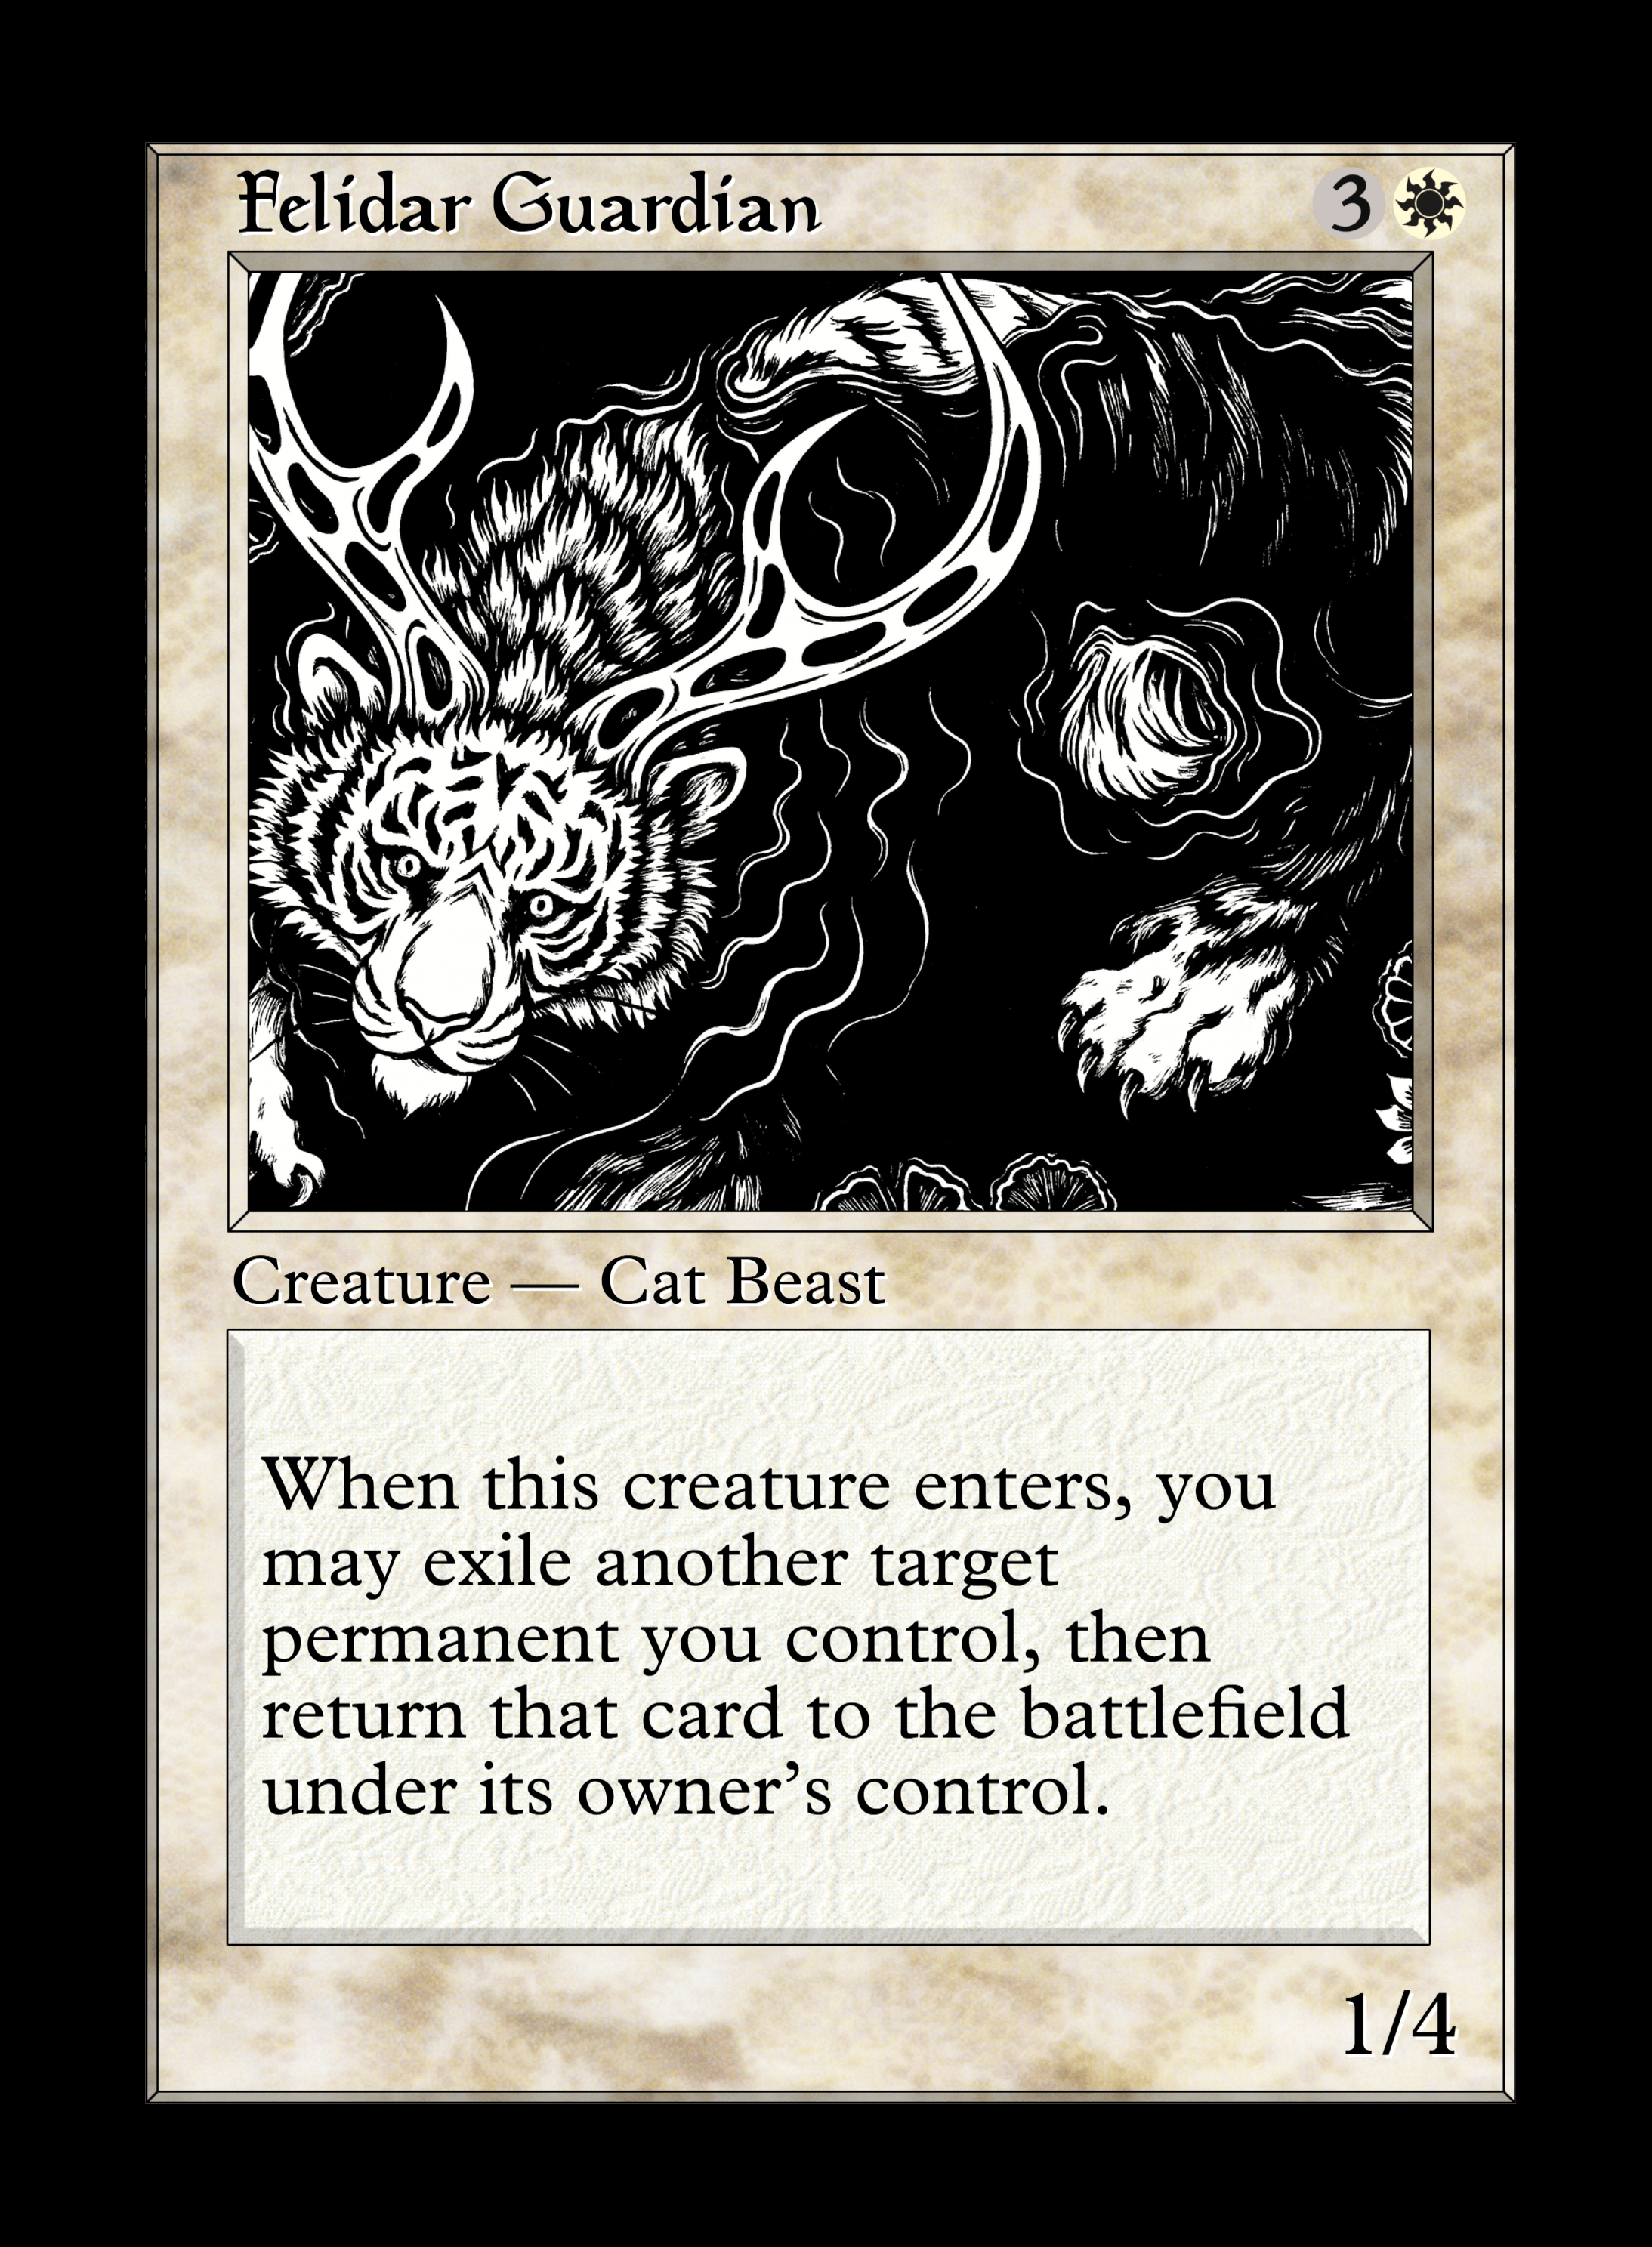 Felidar Guardian 3
Creature — Cat Beast
When this creature enters, you
may exile another target
permanent you control, then
return that card to the battlefield
under its owner’s control.
1/4